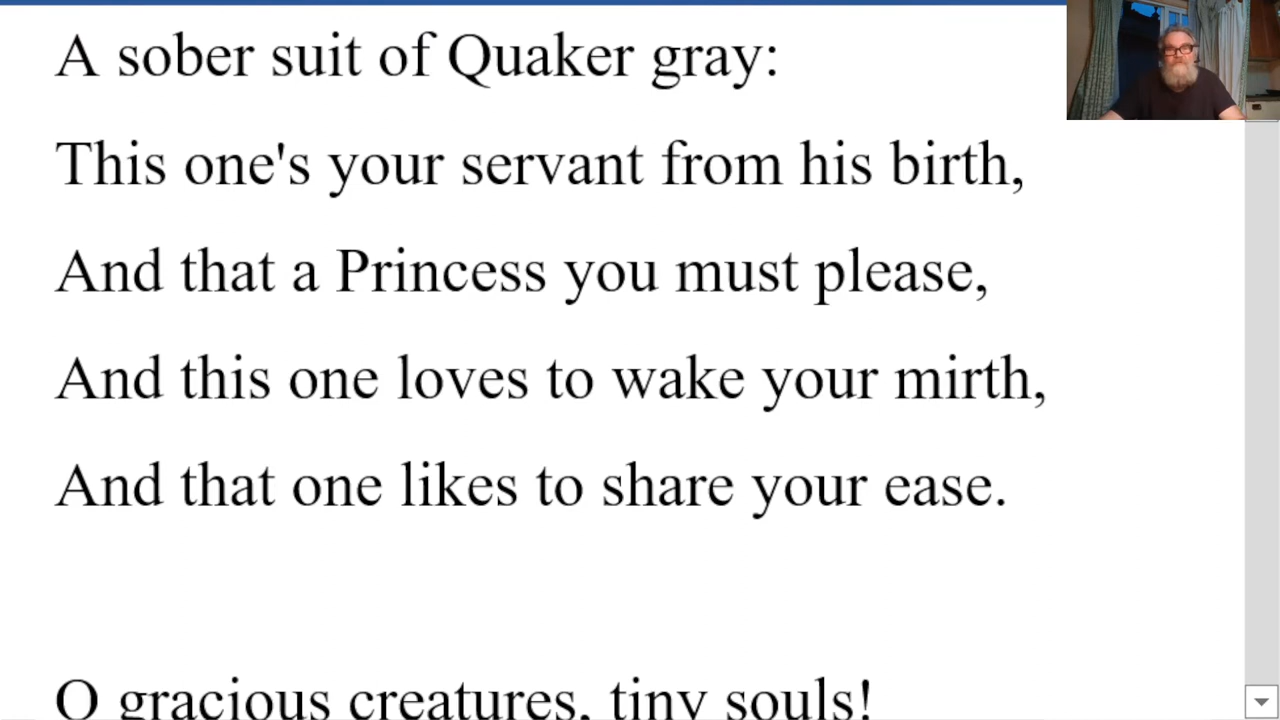 A sober suit of Quaker gray:
This one's your servant from his birth,
And that a Princess you must please,
And this one loves to wake your mirth,
And that one likes to share your ease.
O gracious creatures, tiny souls!